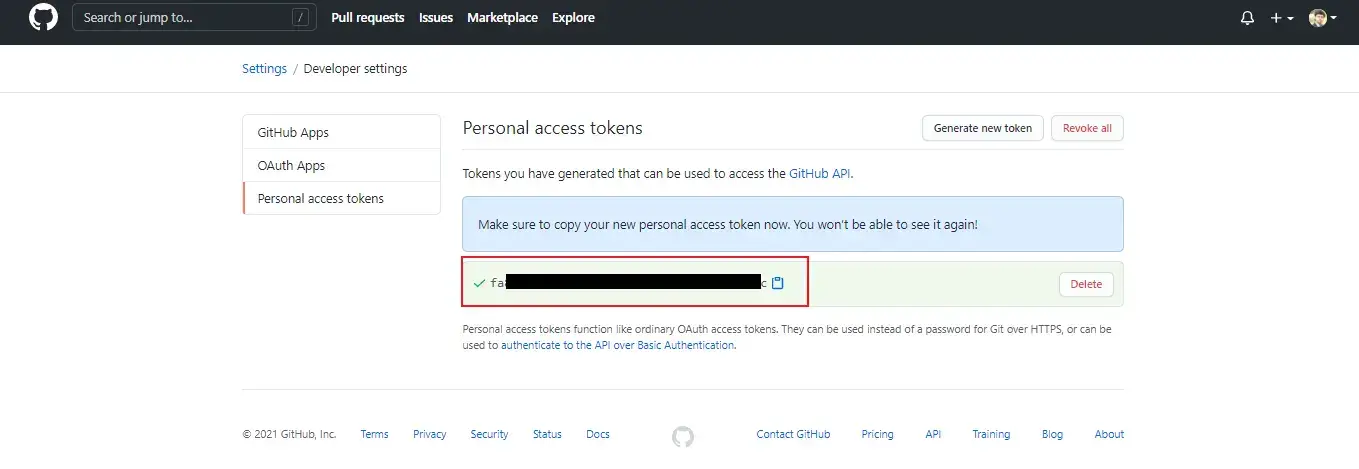 Search or jump to... /
Pull requests Issues Marketplace Explore
Settings / Developer settings
GitHub Apps
OAuth Apps
Personal access tokens
Personal access tokens
Generate new token
Revoke all
Tokens you have generated that can be used to access the GitHub API.
Make sure to copy your new personal access token now. You won't be able to see it again!
fa c
Delete
Personal access tokens function like ordinary OAuth access tokens. They can be used instead of a password for Git over HTTPS, or can be
used to authenticate to the API over Basic Authentication.
© 2021 GitHub, Inc. Terms Privacy Security Status Docs Contact GitHub Pricing API Training Blog About